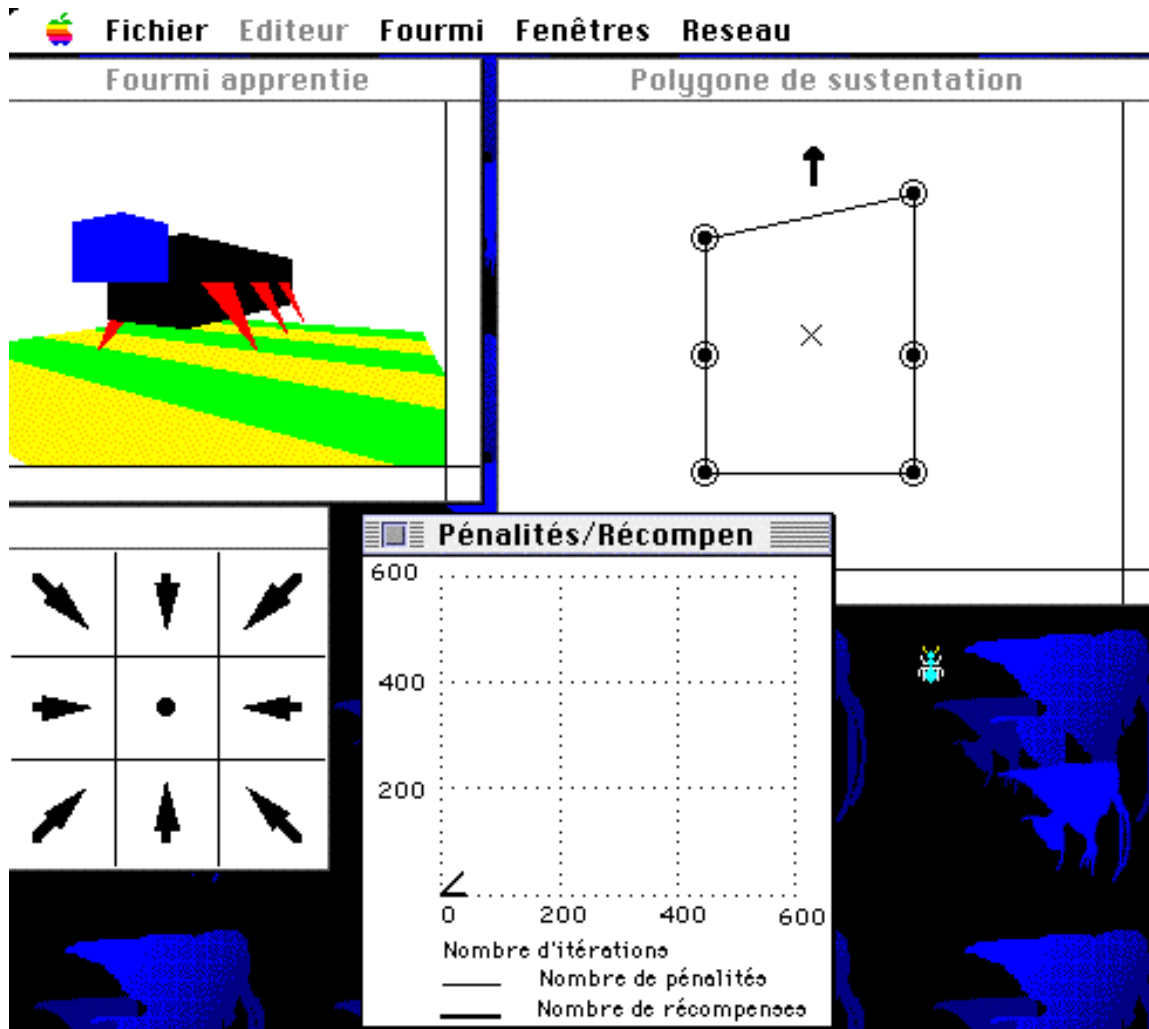 Fichier Editeur Fourmi Fenêtres Reseau
Fourmi apprentie
Polygone de sustentation
Pénalités/Récompen
600
400
200
0 200 400 600
Nombre d'itérations
Nombre de pénalités
Nombre de récompenses